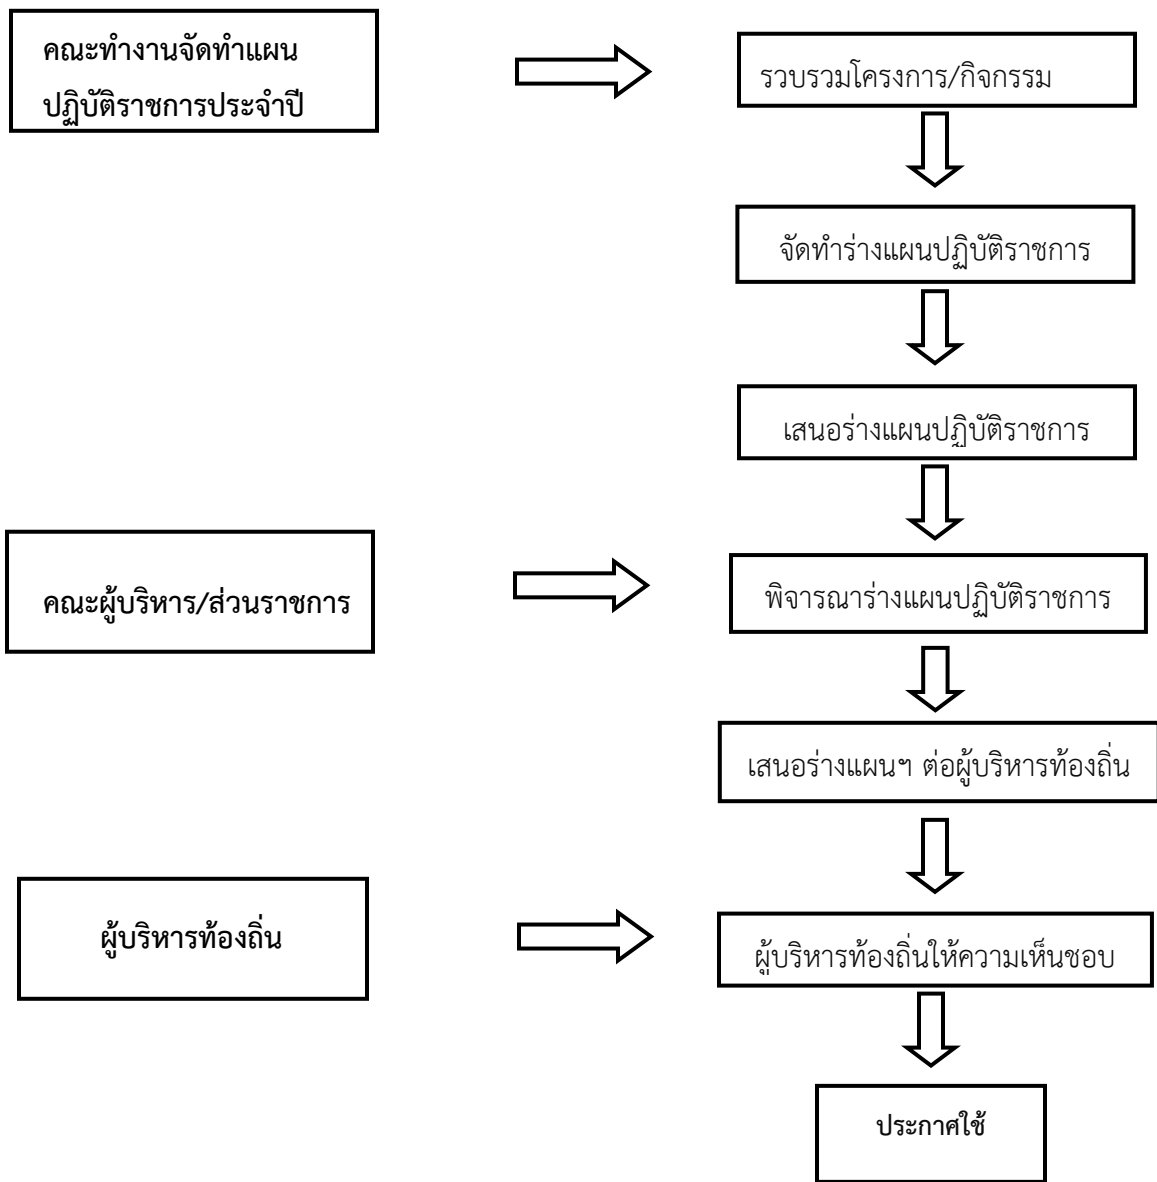 คณะทำงานจัดทำแผน
ปฏิบัติราชการประจำปี
รวบรวมโครงการ/กิจกรรม
จัดทำร่างแผนปฏิบัติราชการ
เสนอร่างแผนปฏิบัติราชการ
คณะผู้บริหาร/ส่วนราชการ
พิจารณาร่างแผนปฏิบัติราชการ
เสนอร่างแผนฯ ต่อผู้บริหารท้องถิ่น
ผู้บริหารท้องถิ่น
ผู้บริหารท้องถิ่นให้ความเห็นชอบ
ประกาศใช้